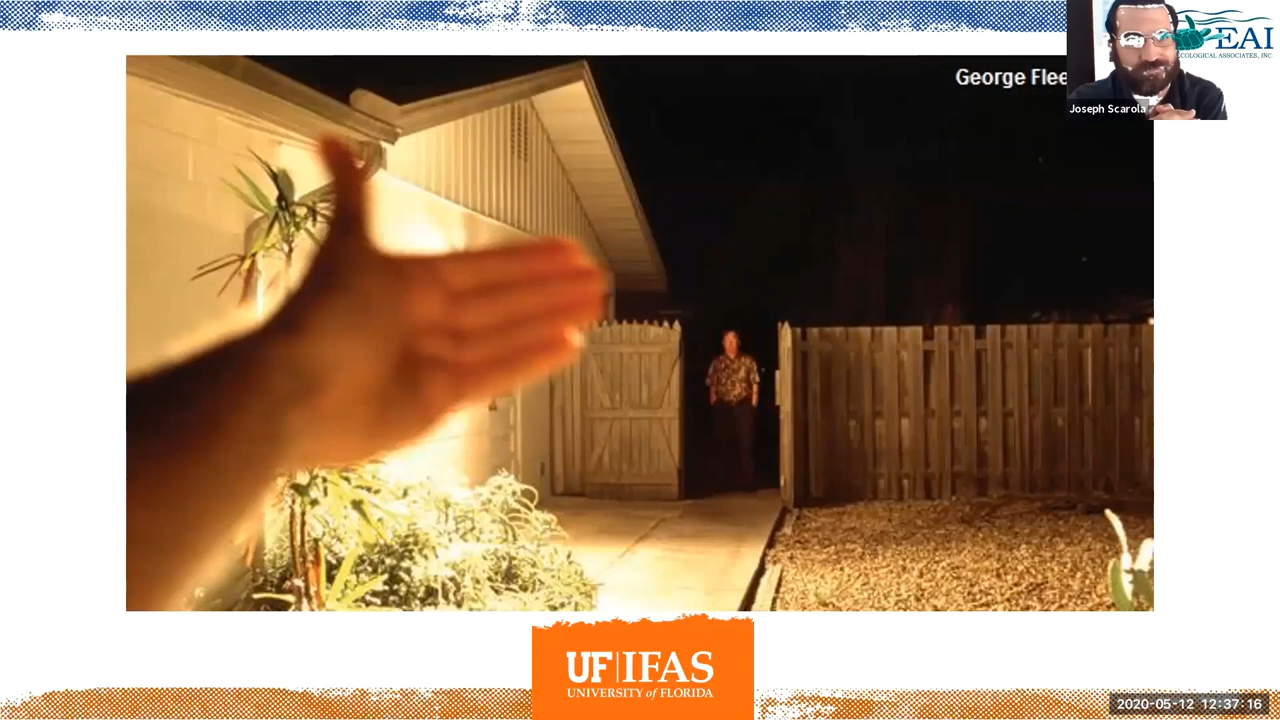 George Flee
EAI
ECOLOGICAL ASSOCIATES, INC.
Joseph Scarola
UF|IFAS
UNIVERSITY of FLORIDA
2020-05-12 12:37:16